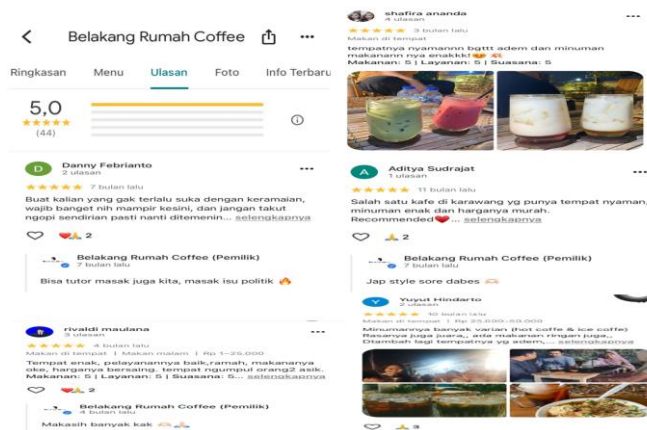 Belakang Rumah Coffee
Ringkasan Menu Ulasan Foto Info Terbaru
5,0
(44)
D Danny Febrianto
2 ulasan
7 bulan lalu
Buat kalian yang gak terlalu suka dengan keramaian,
wajib banget nih mampir kesini, dan jangan takut
ngopi sendirian pasti nanti ditemenin... selengkapnya
2
Belakang Rumah Coffee (Pemilik)
7 bulan lalu
Bisa tutor masak juga kita, masak isu politik 🔥
rivaldi maulana
3 ulasan
4 bulan lalu
Makan di tempat | Makan malam | Rp 1-25.000
Tempat enak, pelayanannya baik,ramah, makananya
oke, harganya bersaing. tempat ngumpul orang2 asik.
Makanan: 5 | Layanan: 5 | Suasana: 5... selengkapnya
2
Belakang Rumah Coffee (Pemilik)
4 bulan lalu
Makasih banyak kak
shafira ananda
4 ulasan
3 bulan lalu
Makan di tempat
tempatnya nyamannn bgttt adem dan minuman
makanann nya enakkk!
Makanan: 5 | Layanan: 5 | Suasana: 5
A Aditya Sudrajat
1 ulasan
11 bulan lalu
Salah satu kafe di karawang yg punya tempat nyaman,
minuman enak dan harganya murah.
Recommended❤... selengkapnya
2
Belakang Rumah Coffee (Pemilik)
7 bulan lalu
Jap style sore dabes
Y Yuyut Hindarto
2 ulasan
10 bulan lalu
Makan di tempat | Rp 25.000-50.000
Minumannya banyak varian (hot coffe & ice coffe)
Rasanya juga juara,, ada makanan ringan juga,,
Ditambah lagi tempatnya yg adem,... selengkapnya
3